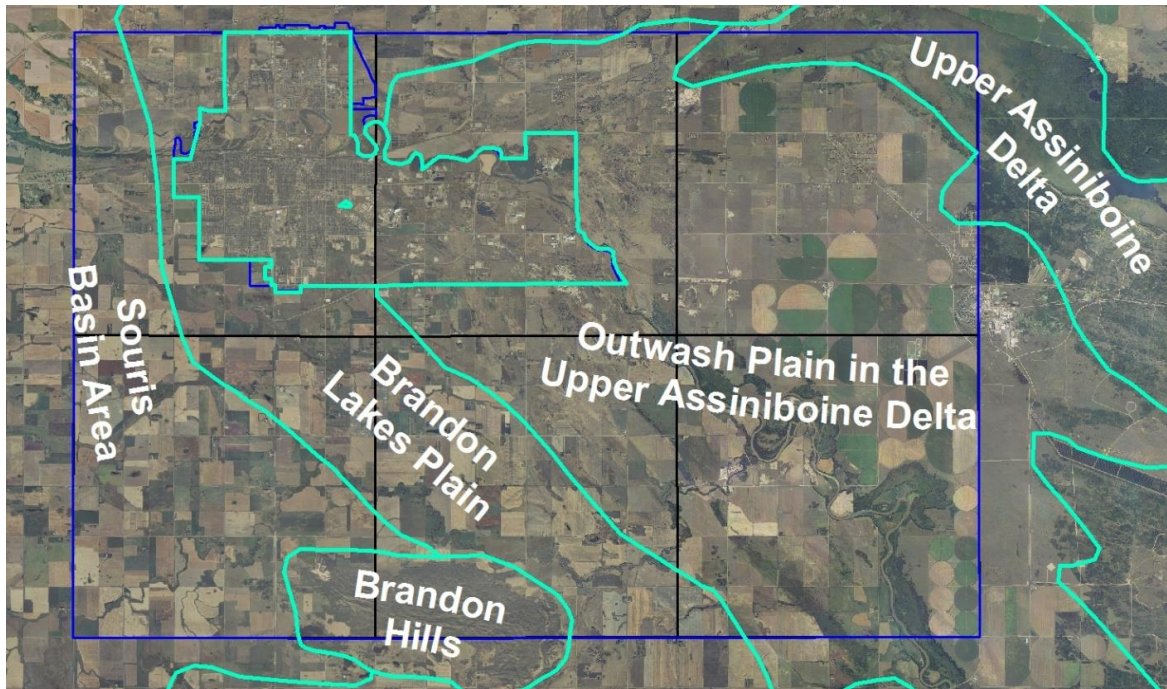 Upper Assiniboine
Delta
Souris
Basin Area
Outwash Plain in the
Upper Assiniboine Delta
Brandon
Lakes Plain
Brandon
Hills